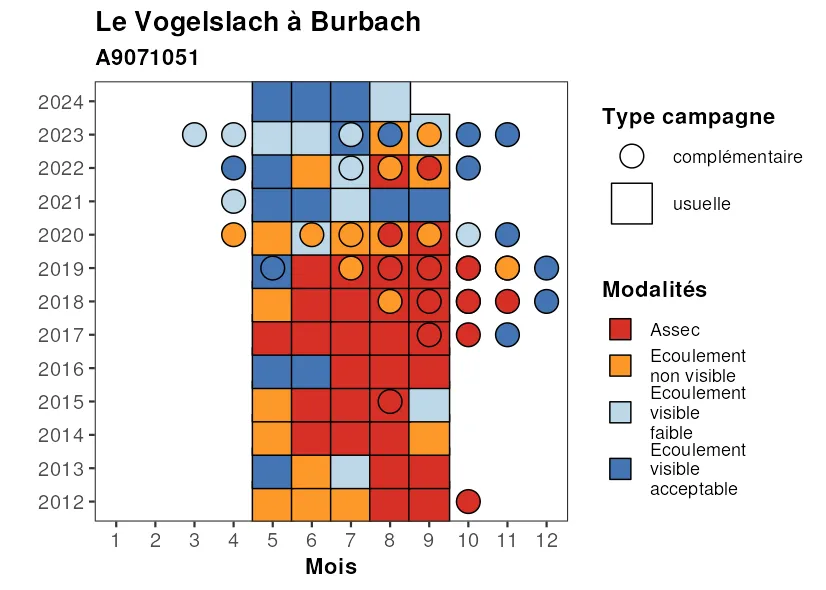 Le Vogelslach à Burbach
A9071051
2024
2023
2022
2021
2020
2019
2018
2017
2016
2015
2014
2013
2012
1 2 3 4 5 6 7 8 9 10 11 12
Mois
Type campagne
complémentaire
usuelle
Modalités
Assec
Ecoulement
non visible
Ecoulement
visible
faible
Ecoulement
visible
acceptable